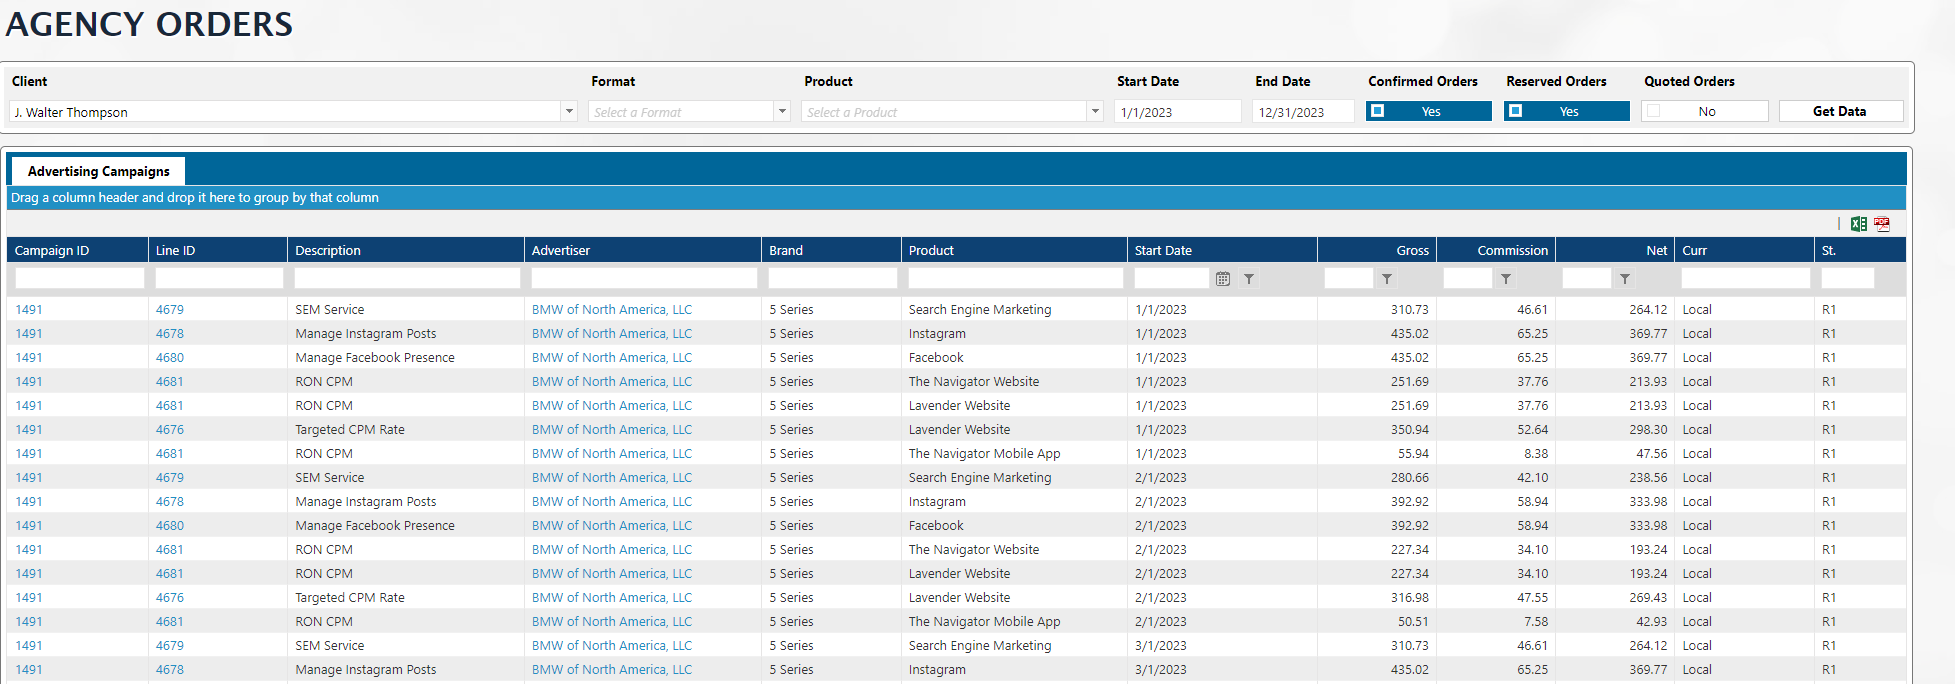 AGENCY ORDERS
Client Format Product Start Date End Date Confirmed Orders Reserved Orders Quoted Orders
J. Walter Thompson Select a Format Select a Product 1/1/2023 12/31/2023 Yes Yes No Get Data
Advertising Campaigns
Drag a column header and drop it here to group by that column
PDF
Campaign ID Line ID Description Advertiser Brand Product Start Date Gross Commission Net Curr St.
1491 4679 SEM Service BMW of North America, LLC 5 Series Search Engine Marketing 1/1/2023 310.73 46.61 264.12 Local R1
1491 4678 Manage Instagram Posts BMW of North America, LLC 5 Series Instagram 1/1/2023 435.02 65.25 369.77 Local R1
1491 4680 Manage Facebook Presence BMW of North America, LLC 5 Series Facebook 1/1/2023 435.02 65.25 369.77 Local R1
1491 4681 RON CPM BMW of North America, LLC 5 Series The Navigator Website 1/1/2023 251.69 37.76 213.93 Local R1
1491 4681 RON CPM BMW of North America, LLC 5 Series Lavender Website 1/1/2023 251.69 37.76 213.93 Local R1
1491 4676 Targeted CPM Rate BMW of North America, LLC 5 Series Lavender Website 1/1/2023 350.94 52.64 298.30 Local R1
1491 4681 RON CPM BMW of North America, LLC 5 Series The Navigator Mobile App 1/1/2023 55.94 8.38 47.56 Local R1
1491 4679 SEM Service BMW of North America, LLC 5 Series Search Engine Marketing 2/1/2023 280.66 42.10 238.56 Local R1
1491 4678 Manage Instagram Posts BMW of North America, LLC 5 Series Instagram 2/1/2023 392.92 58.94 333.98 Local R1
1491 4680 Manage Facebook Presence BMW of North America, LLC 5 Series Facebook 2/1/2023 392.92 58.94 333.98 Local R1
1491 4681 RON CPM BMW of North America, LLC 5 Series The Navigator Website 2/1/2023 227.34 34.10 193.24 Local R1
1491 4681 RON CPM BMW of North America, LLC 5 Series Lavender Website 2/1/2023 227.34 34.10 193.24 Local R1
1491 4676 Targeted CPM Rate BMW of North America, LLC 5 Series Lavender Website 2/1/2023 316.98 47.55 269.43 Local R1
1491 4681 RON CPM BMW of North America, LLC 5 Series The Navigator Mobile App 2/1/2023 50.51 7.58 42.93 Local R1
1491 4679 SEM Service BMW of North America, LLC 5 Series Search Engine Marketing 3/1/2023 310.73 46.61 264.12 Local R1
1491 4678 Manage Instagram Posts BMW of North America, LLC 5 Series Instagram 3/1/2023 435.02 65.25 369.77 Local R1